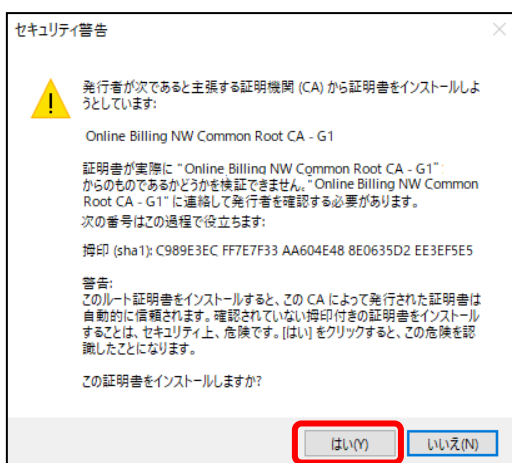 セキュリティ警告
発行者が次であると主張する証明機関 (CA) から証明書をインストールしよ
うとしています:
Online Billing NW Common Root CA - G1
証明書が実際に "Online Billing NW Common Root CA - G1"
からのものであるかどうかを検証できません。"Online Billing NW Common
Root CA - G1" に連絡して発行者を確認する必要があります。
次の番号はこの過程で役立ちます:
拇印 (sha1): C989E3EC FF7E7F33 AA604E48 8E0635D2 EE3EF5E5
警告:
このルート証明書をインストールすると、この CA によって発行された証明書は
自動的に信頼されます。確認されていない拇印付きの証明書をインストール
することは、セキュリティ上、危険です。[はい] をクリックすると、この危険を認
識したことになります。
この証明書をインストールしますか?
はい(Y)
いいえ(N)